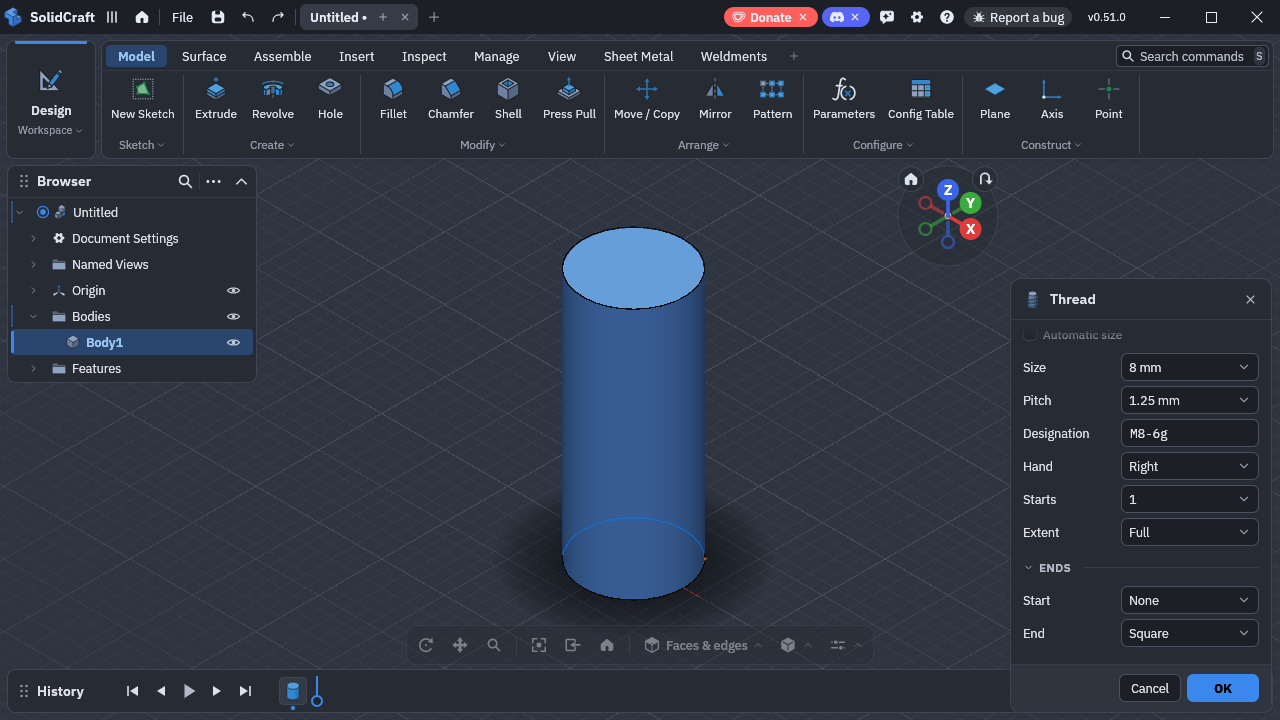 SolidCraft
File
Untitled •
Donate
Report a bug
v0.51.0
Design
Workspace
Model
Surface
Assemble
Insert
Inspect
Manage
View
Sheet Metal
Weldments
Search commands
S
New Sketch
Extrude
Revolve
Hole
Fillet
Chamfer
Shell
Press Pull
Move / Copy
Mirror
Pattern
Parameters
Config Table
Plane
Axis
Point
Sketch
Create
Modify
Arrange
Configure
Construct
Browser
Untitled
Document Settings
Named Views
Origin
Bodies
Body1
Features
Z
Y
X
Thread
Automatic size
Size
8 mm
Pitch
1.25 mm
Designation
M8-6g
Hand
Right
Starts
1
Extent
Full
ENDS
Start
None
End
Square
Cancel
OK
Faces & edges
History